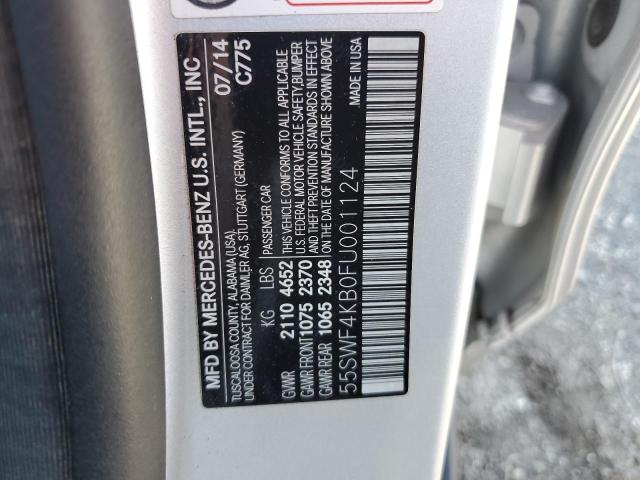 MFD BY MERCEDES-BENZ U.S. INTL., INC 07/14
TUSCALOOSA COUNTY, ALABAMA (USA),
UNDER CONTRACT FOR DAIMLER AG, STUTTGART (GERMANY) C775
KG LBS PASSENGER CAR
GVWR 2110 4652 THIS VEHICLE CONFORMS TO ALL APPLICABLE
GAWR FRONT 1075 2370 U.S. FEDERAL MOTOR VEHICLE SAFETY,BUMPER
GAWR REAR 1065 2348 AND THEFT PREVENTION STANDARDS IN EFFECT
ON THE DATE OF MANUFACTURE SHOWN ABOVE
55SWF4KB0FU001124 MADE IN USA